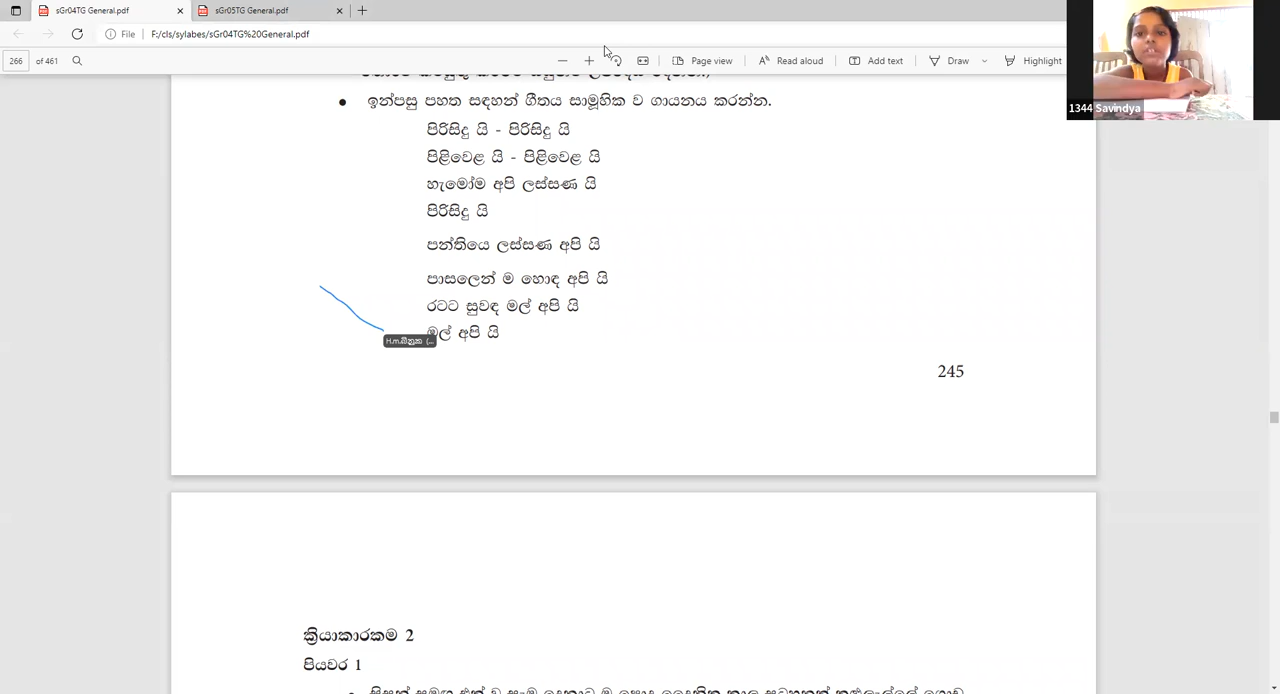 sGr04TG General.pdf
sGr05TG General.pdf
File
F:/cls/sylabes/sGr04TG%20General.pdf
266 of 461
Page view
Read aloud
Add text
Draw
Highlight
1344 Savindya
• ඉන්පසු පහත සඳහන් ගීතය සාමූහික ව ගායනය කරන්න.
පිරිසිදු යි - පිරිසිදු යි
පිළිවෙළ යි - පිළිවෙළ යි
හැමෝම අපි ලස්සණ යි
පිරිසිදු යි
පන්තියෙ ලස්සණ අපි යි
පාසලෙන් ම හොඳ අපි යි
රටට සුවඳ මල් අපි යි
මල් අපි යි
H.m.බිනුක (...
245
ක්‍රියාකාරකම 2
පියවර 1